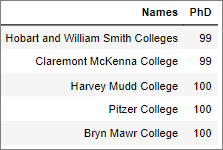 Names PhD
Hobart and William Smith Colleges 99
Claremont McKenna College 99
Harvey Mudd College 100
Pitzer College 100
Bryn Mawr College 100